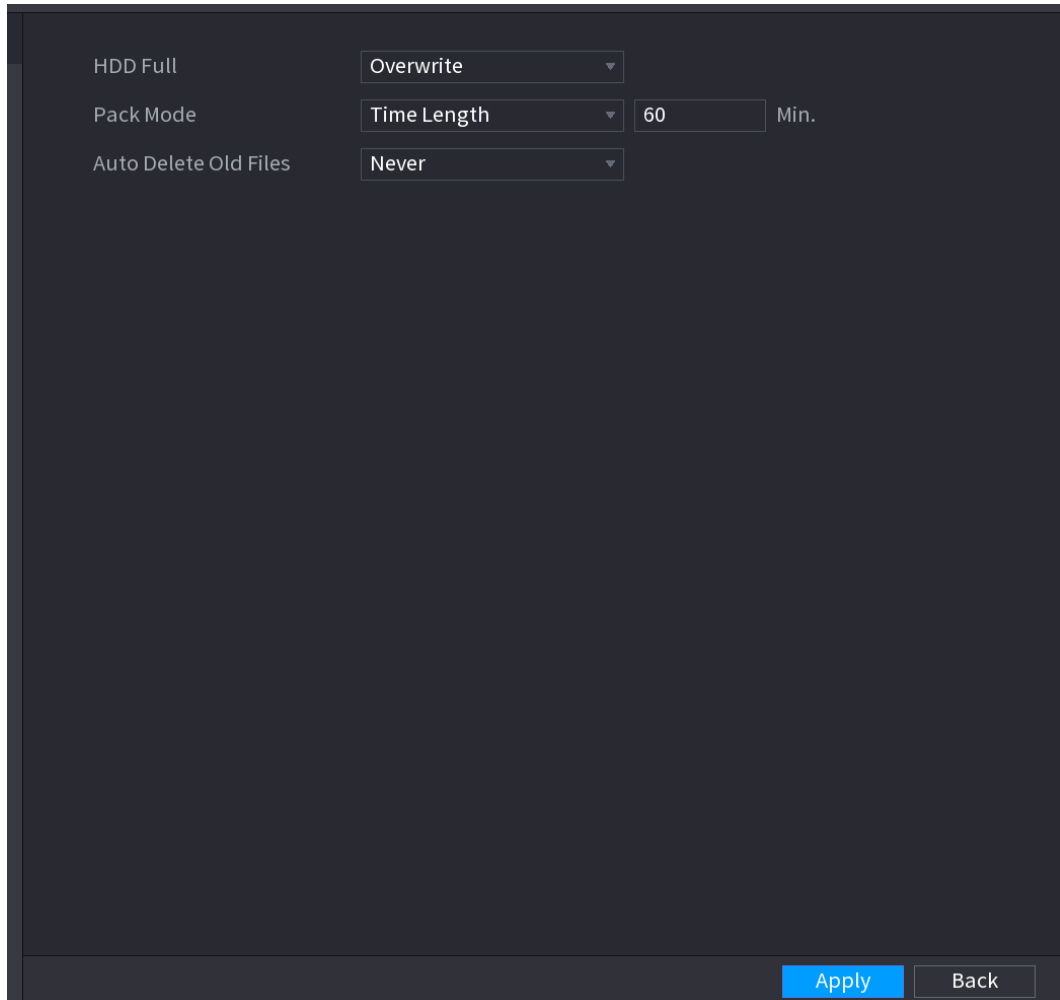 HDD Full Overwrite
Pack Mode Time Length 60 Min.
Auto Delete Old Files Never
Apply Back